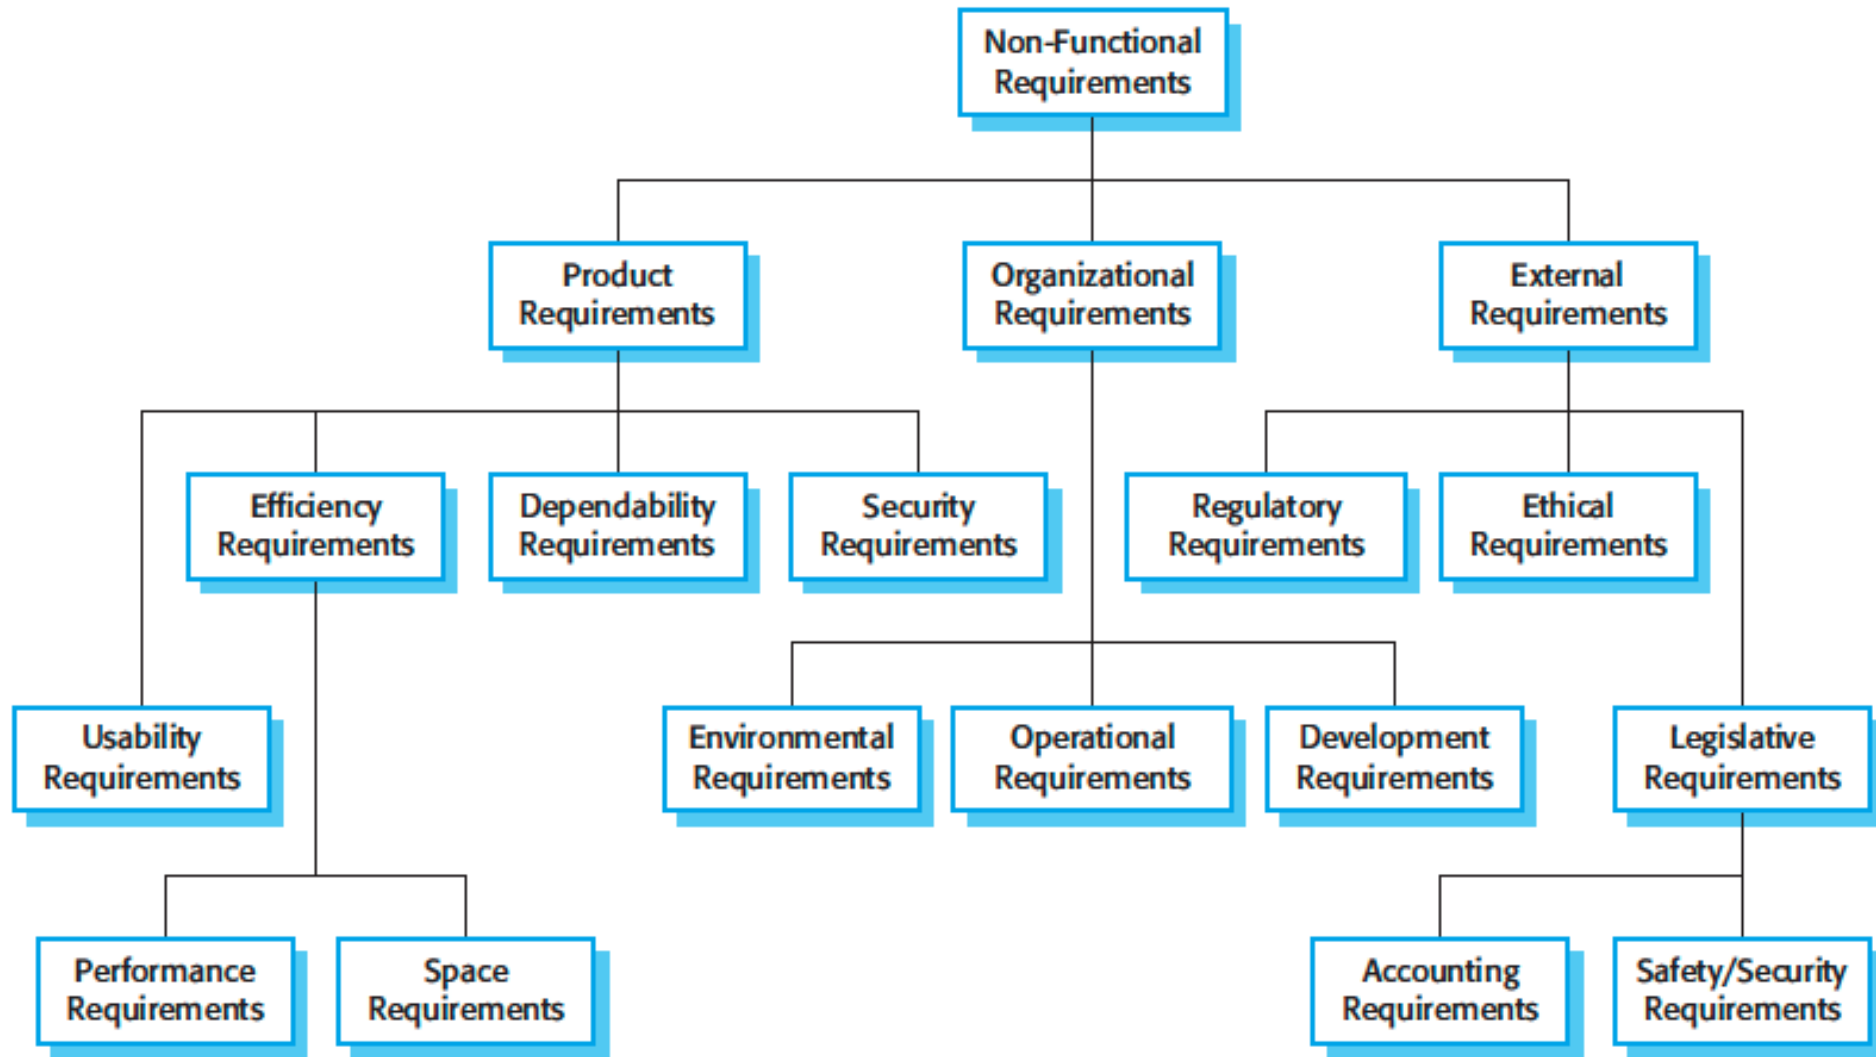 Non-Functional
Requirements
Product
Requirements
Organizational
Requirements
External
Requirements
Efficiency
Requirements
Dependability
Requirements
Security
Requirements
Regulatory
Requirements
Ethical
Requirements
Usability
Requirements
Environmental
Requirements
Operational
Requirements
Development
Requirements
Legislative
Requirements
Performance
Requirements
Space
Requirements
Accounting
Requirements
Safety/Security
Requirements